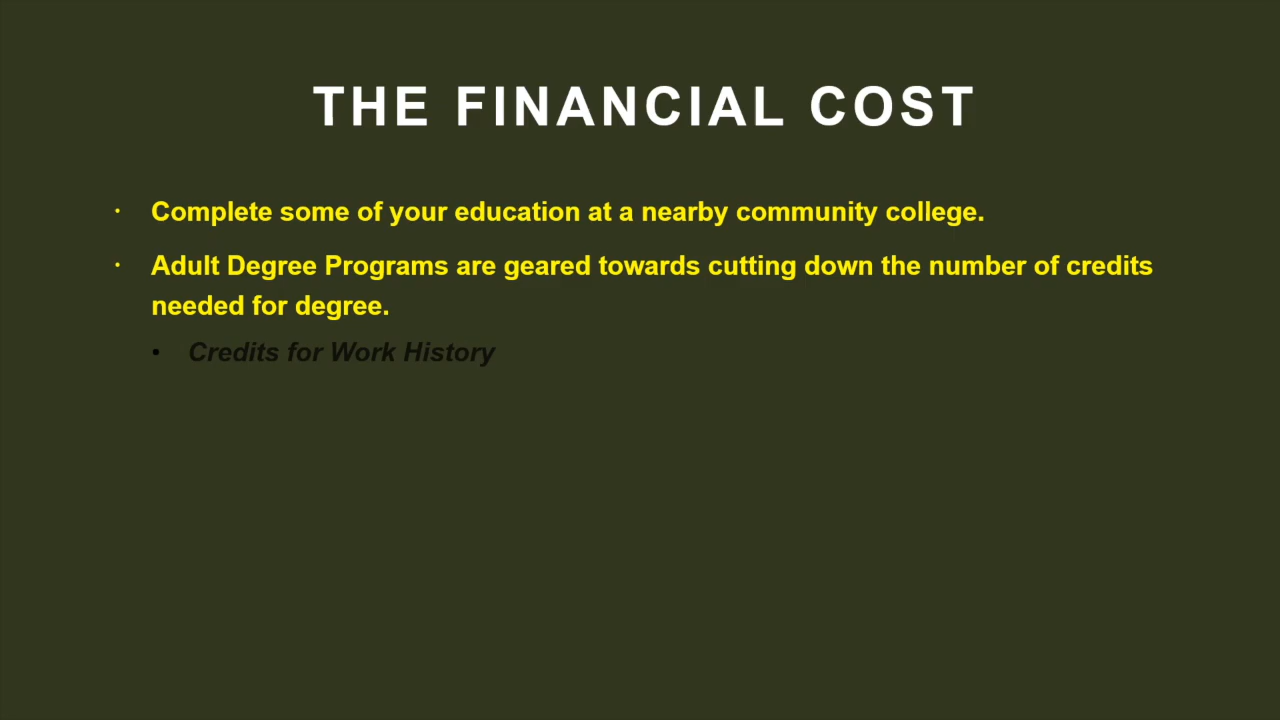 THE FINANCIAL COST
· Complete some of your education at a nearby community college.
· Adult Degree Programs are geared towards cutting down the number of credits
needed for degree.
• Credits for Work History